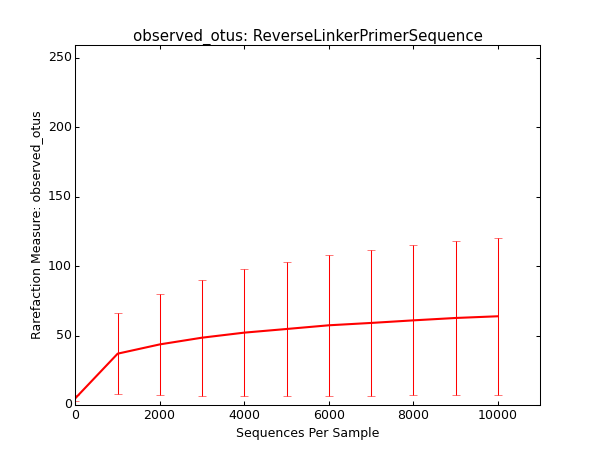 observed_otus: ReverseLinkerPrimerSequence
250
200
150
100
50
0
Rarefaction Measure: observed_otus
0 2000 4000 6000 8000 10000
Sequences Per Sample